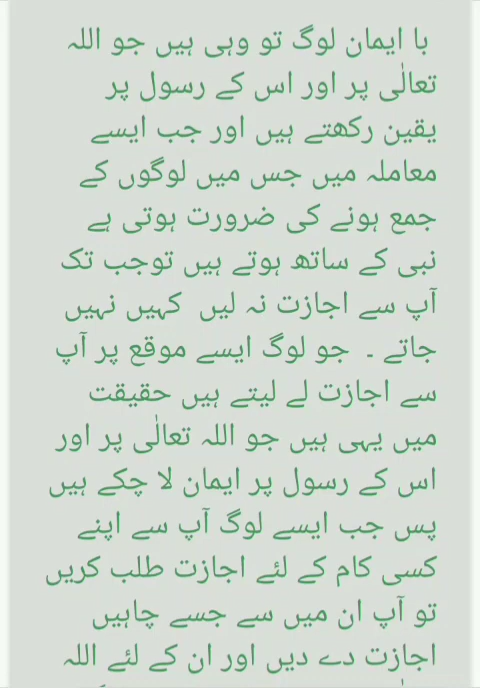 با ایمان لوگ تو وہی ہیں جو اللہ
تعالٰی پر اور اس کے رسول پر
یقین رکھتے ہیں اور جب ایسے
معاملہ میں جس میں لوگوں کے
جمع ہونے کی ضرورت ہوتی ہے
نبی کے ساتھ ہوتے ہیں توجب تک
آپ سے اجازت نہ لیں کہیں نہیں
جاتے ۔ جو لوگ ایسے موقع پر آپ
سے اجازت لے لیتے ہیں حقیقت
میں یہی ہیں جو اللہ تعالٰی پر اور
اس کے رسول پر ایمان لا چکے ہیں
پس جب ایسے لوگ آپ سے اپنے
کسی کام کے لئے اجازت طلب کریں
تو آپ ان میں سے جسے چاہیں
اجازت دے دیں اور ان کے لئے اللہ